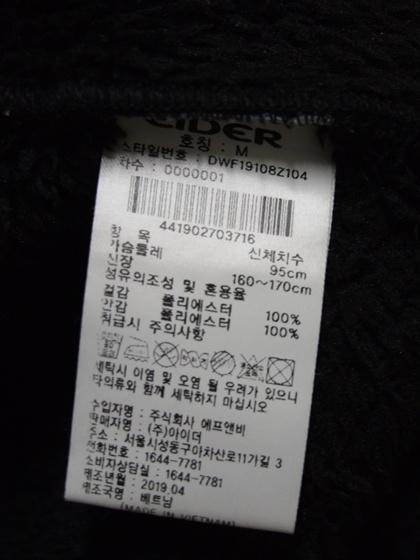 EIDER
호칭 : M
스타일번호 : DWF19108Z104
차수 : 0000001
441902703716
항 목 신체치수
가슴둘레 95cm
신장 160~170cm
섬유의조성 및 혼용율
겉감 폴리에스터 100%
안감 폴리에스터 100%
취급시 주의사항
세탁시 이염 및 오염 될 우려가 있으니
타의류와 함께 세탁하지 마십시오
수입자명 : 주식회사 에프앤비
판매자명 : (주)아이더
주소 : 서울시성동구아차산로11가길 3
전화번호 : 1644-7781
소비자상담실 : 1644-7781
제조년월 : 2019.04
제조국명 : 베트남
(MADE IN VIETNAM)